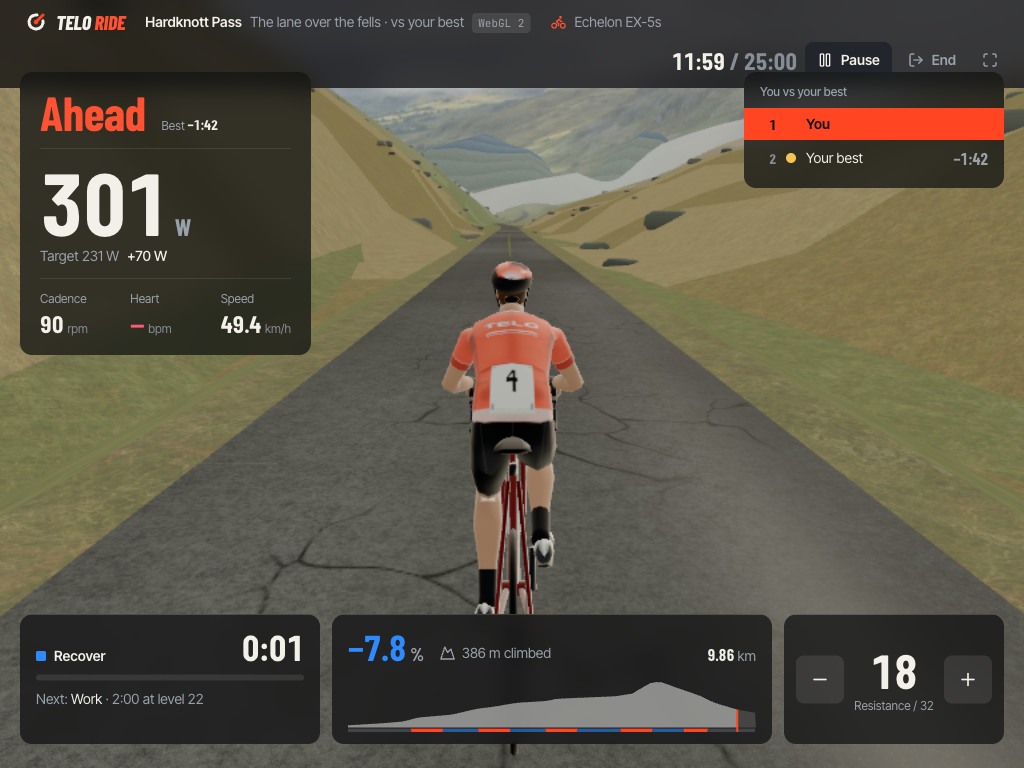 TELO RIDE Hardknott Pass The lane over the fells · vs your best WebGL 2 Echelon EX-5s
11:59 / 25:00 Pause End
Ahead Best −1:42
301 W
Target 231 W +70 W
Cadence Heart Speed
90 rpm — bpm 49.4 km/h
You vs your best
1 You
2 Your best −1:42
TELO
4
Recover 0:01
Next: Work · 2:00 at level 22
−7.8 % 386 m climbed 9.86 km
− 18 +
Resistance / 32